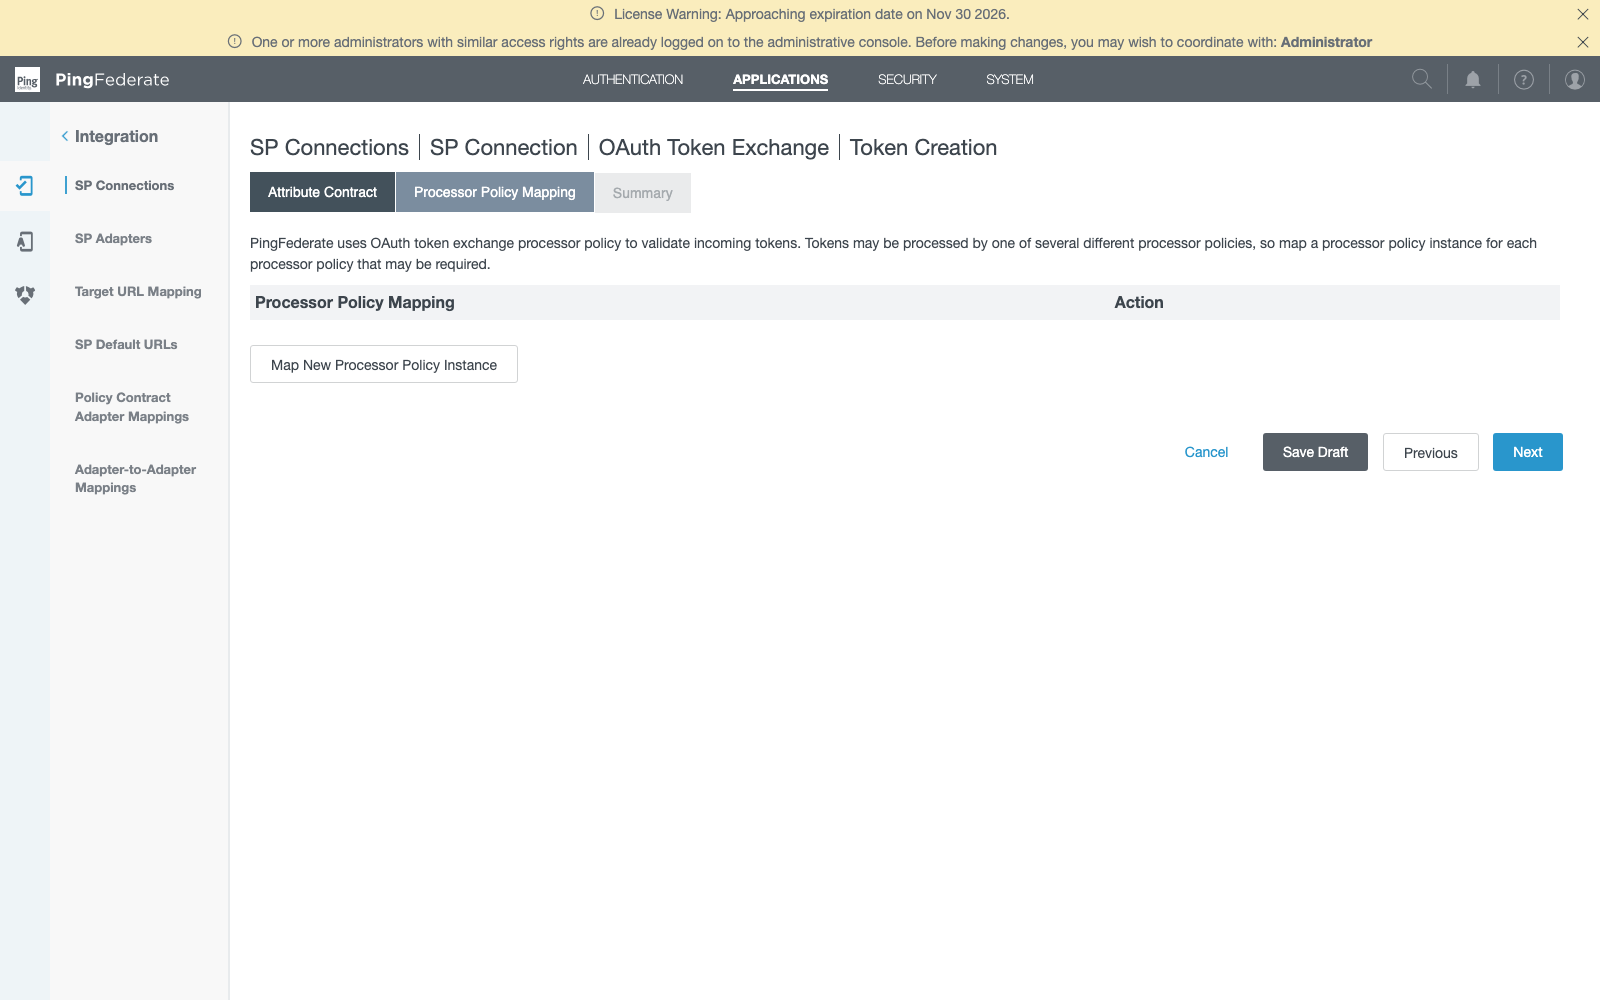 License Warning: Approaching expiration date on Nov 30 2026.
One or more administrators with similar access rights are already logged on to the administrative console. Before making changes, you may wish to coordinate with: Administrator
Ping
PingFederate
AUTHENTICATION
APPLICATIONS
SECURITY
SYSTEM
Integration
SP Connections
SP Adapters
Target URL Mapping
SP Default URLs
Policy Contract
Adapter Mappings
Adapter-to-Adapter
Mappings
SP Connections
SP Connection
OAuth Token Exchange
Token Creation
Attribute Contract
Processor Policy Mapping
Summary
PingFederate uses OAuth token exchange processor policy to validate incoming tokens. Tokens may be processed by one of several different processor policies, so map a processor policy instance for each
processor policy that may be required.
Processor Policy Mapping
Action
Map New Processor Policy Instance
Cancel
Save Draft
Previous
Next